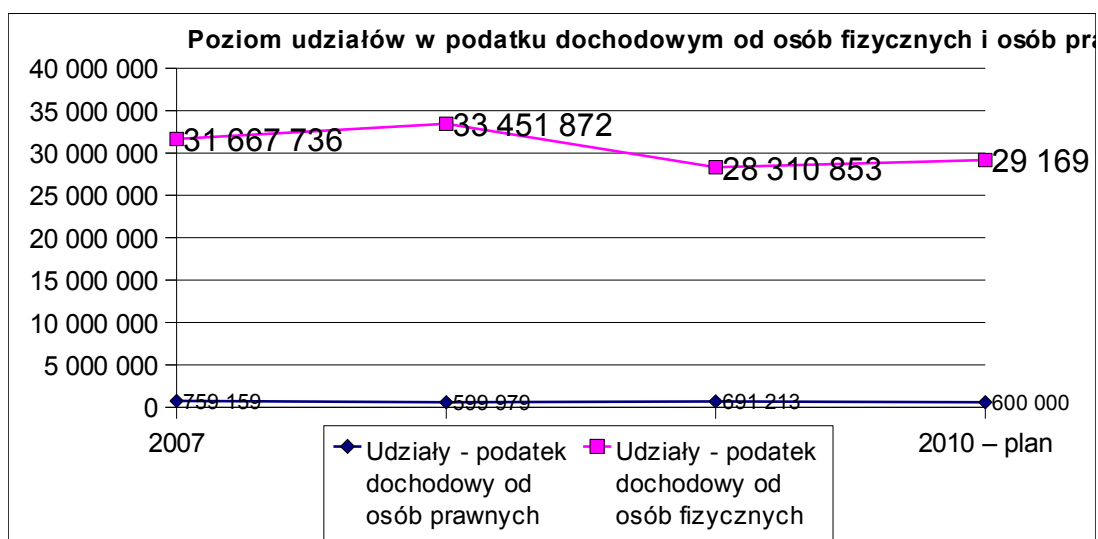 Poziom udziałów w podatku dochodowym od osób fizycznych i osób pra
40 000 000
35 000 000
30 000 000
25 000 000
20 000 000
15 000 000
10 000 000
5 000 000
0
31 667 736
33 451 872
28 310 853
29 169
759 159
599 979
691 213
600 000
2007
2010 – plan
Udziały - podatek
dochodowy od
osób prawnych
Udziały - podatek
dochodowy od
osób fizycznych